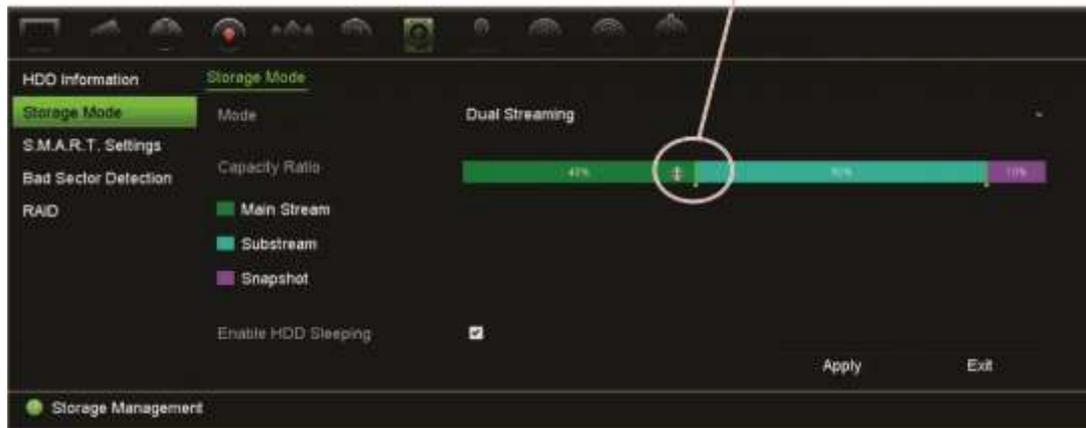 HDD Information
Storage Mode
Storage Mode
Mode
Dual Streaming
S.M.A.R.T. Settings
Bad Sector Detection
Capacity Ratio
10%
RAID
Main Stream
Substream
Snapshot
Enable HDD Sleeping
Apply
Exit
Storage Management